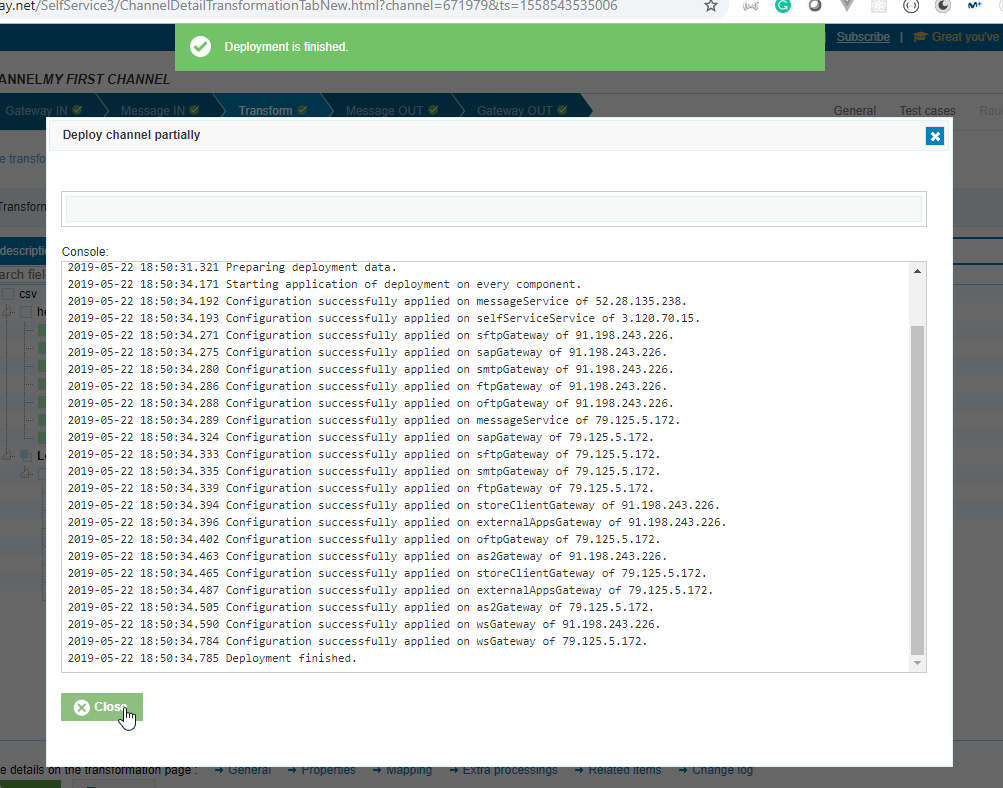 ay.net/SelfService3/ChannelDetailTransformationTabNew.html?channel=671979&ts=1558543535006
Deployment is finished.
Subscribe | Great you've
ANNELMY FIRST CHANNEL
Gateway IN Message IN Transform Message OUT Gateway OUT
General Test cases Rou
Deploy channel partially
e transfo
Transform
descripti
arch fiel
csv
h
L
Console:
2019-05-22 18:50:31.321 Preparing deployment data.
2019-05-22 18:50:34.171 Starting application of deployment on every component.
2019-05-22 18:50:34.192 Configuration successfully applied on messageService of 52.28.135.238.
2019-05-22 18:50:34.193 Configuration successfully applied on selfServiceService of 3.120.70.15.
2019-05-22 18:50:34.271 Configuration successfully applied on sftpGateway of 91.198.243.226.
2019-05-22 18:50:34.275 Configuration successfully applied on sapGateway of 91.198.243.226.
2019-05-22 18:50:34.280 Configuration successfully applied on smtpGateway of 91.198.243.226.
2019-05-22 18:50:34.286 Configuration successfully applied on ftpGateway of 91.198.243.226.
2019-05-22 18:50:34.288 Configuration successfully applied on oftpGateway of 91.198.243.226.
2019-05-22 18:50:34.289 Configuration successfully applied on messageService of 79.125.5.172.
2019-05-22 18:50:34.324 Configuration successfully applied on sapGateway of 79.125.5.172.
2019-05-22 18:50:34.333 Configuration successfully applied on sftpGateway of 79.125.5.172.
2019-05-22 18:50:34.335 Configuration successfully applied on smtpGateway of 79.125.5.172.
2019-05-22 18:50:34.339 Configuration successfully applied on ftpGateway of 79.125.5.172.
2019-05-22 18:50:34.394 Configuration successfully applied on storeClientGateway of 91.198.243.226.
2019-05-22 18:50:34.396 Configuration successfully applied on externalAppsGateway of 91.198.243.226.
2019-05-22 18:50:34.402 Configuration successfully applied on oftpGateway of 79.125.5.172.
2019-05-22 18:50:34.463 Configuration successfully applied on as2Gateway of 91.198.243.226.
2019-05-22 18:50:34.465 Configuration successfully applied on storeClientGateway of 79.125.5.172.
2019-05-22 18:50:34.487 Configuration successfully applied on externalAppsGateway of 79.125.5.172.
2019-05-22 18:50:34.505 Configuration successfully applied on as2Gateway of 79.125.5.172.
2019-05-22 18:50:34.590 Configuration successfully applied on wsGateway of 91.198.243.226.
2019-05-22 18:50:34.784 Configuration successfully applied on wsGateway of 79.125.5.172.
2019-05-22 18:50:34.785 Deployment finished.
Close
e details on the transformation page : General Properties Mapping Extra processings Related items Change log